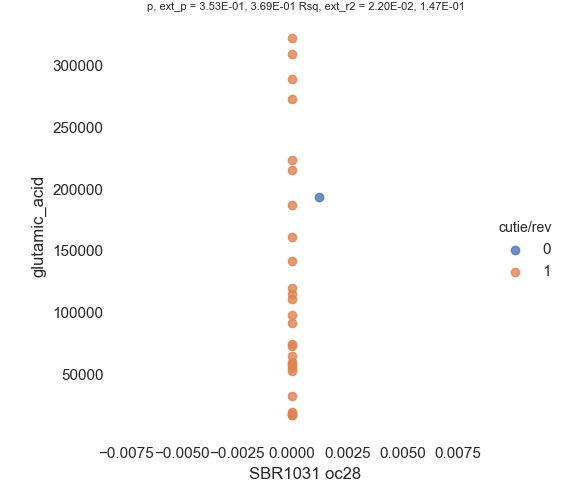 p, ext_p = 3.53E-01, 3.69E-01 Rsq, ext_r2 = 2.20E-02, 1.47E-01
300000
250000
200000
150000
100000
50000
glutamic_acid
cutie/rev
0
1
−0.0075 −0.0050 −0.0025 0.0000 0.0025 0.0050 0.0075
SBR1031 oc28